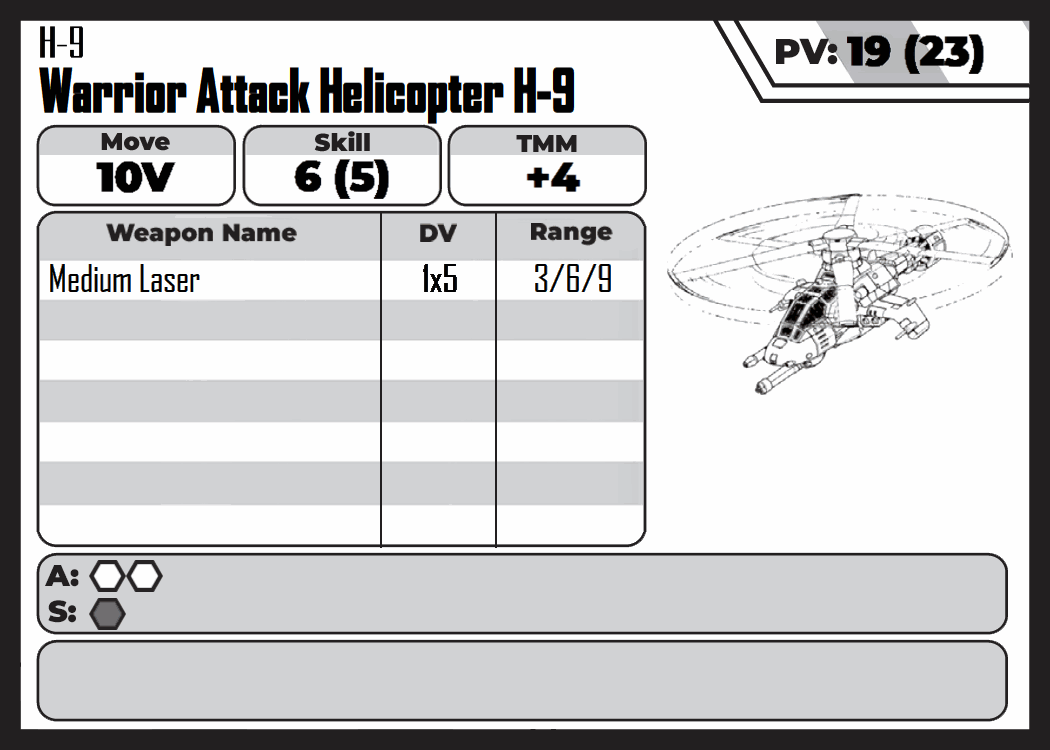 H-9
Warrior Attack Helicopter H-9
PV: 19 (23)
Move
10V
Skill
6 (5)
TMM
+4
Weapon Name DV Range
Medium Laser 1x5 3/6/9
A:
S: